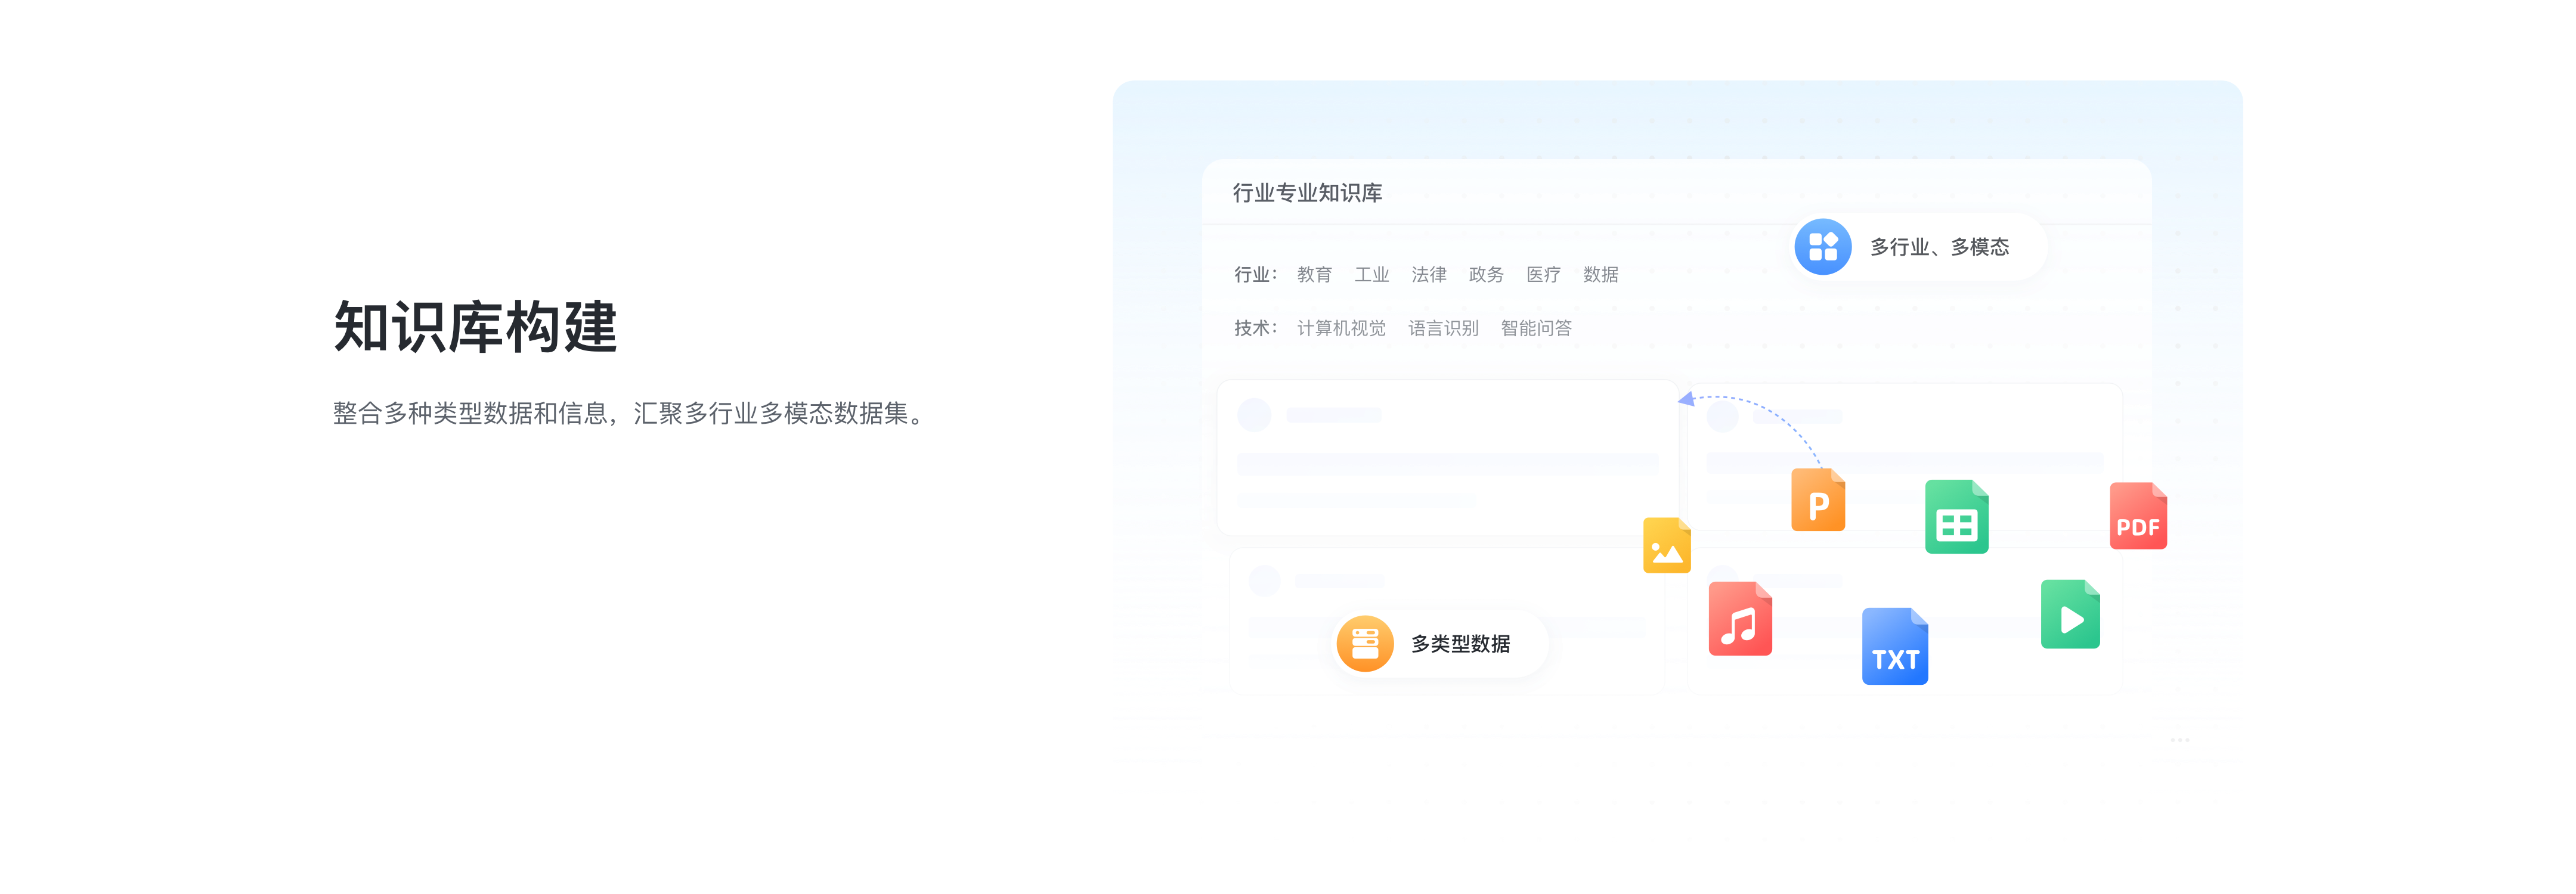 知识库构建
整合多种类型数据和信息，汇聚多行业多模态数据集。
行业专业知识库
多行业、多模态
行业： 教育 工业 法律 政务 医疗 数据
技术： 计算机视觉 语言识别 智能问答
P
PDF
TXT
多类型数据